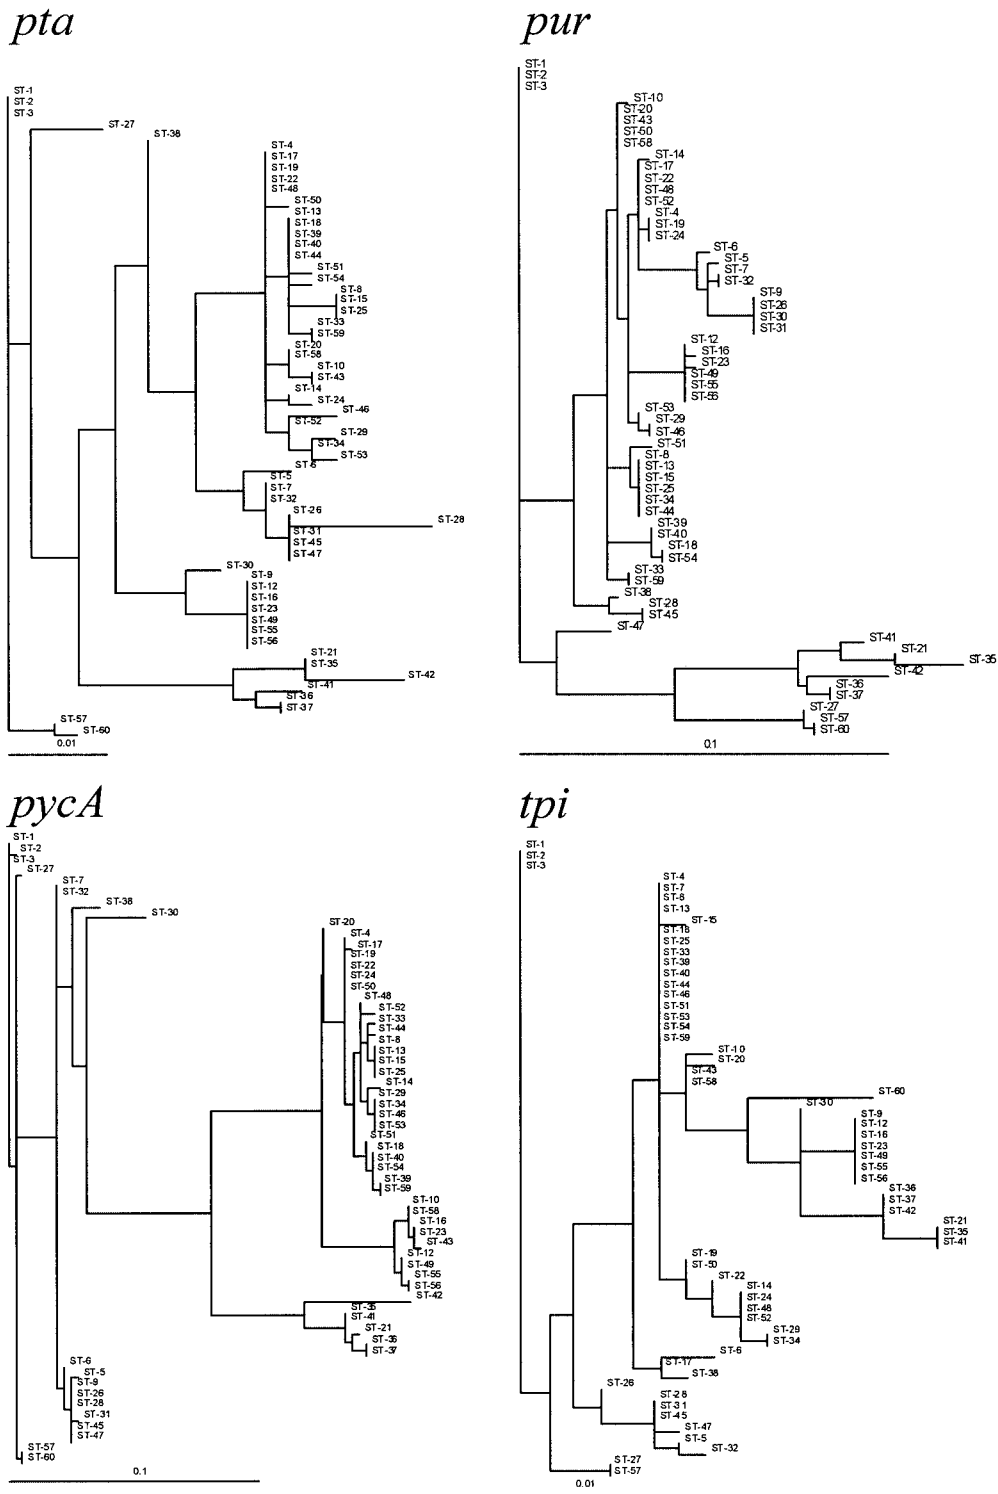 pta
ST-1
ST-2
ST-3
ST-27
ST-38
ST-4
ST-17
ST-19
ST-22
ST-48
ST-50
ST-13
ST-18
ST-39
ST-40
ST-44
ST-51
ST-54
ST-8
ST-15
ST-25
ST-33
ST-59
ST-20
ST-58
ST-10
ST-43
ST-14
ST-24
ST-46
ST-52
ST-29
ST-34
ST-53
ST-6
ST-5
ST-7
ST-32
ST-26
ST-28
ST-31
ST-45
ST-47
ST-30
ST-9
ST-12
ST-16
ST-23
ST-49
ST-55
ST-56
ST-21
ST-35
ST-42
ST-41
ST-36
ST-37
ST-57
ST-60
0.01
pur
ST-1
ST-2
ST-3
ST-10
ST-20
ST-43
ST-50
ST-58
ST-14
ST-17
ST-22
ST-48
ST-52
ST-4
ST-19
ST-24
ST-6
ST-5
ST-7
ST-32
ST-9
ST-26
ST-30
ST-31
ST-12
ST-16
ST-23
ST-49
ST-55
ST-56
ST-53
ST-29
ST-46
ST-51
ST-8
ST-13
ST-15
ST-25
ST-34
ST-44
ST-39
ST-40
ST-18
ST-54
ST-33
ST-59
ST-38
ST-28
ST-45
ST-47
ST-41
ST-21
ST-35
ST-42
ST-36
ST-37
ST-27
ST-57
ST-60
0.1
pycA
ST-1
ST-2
ST-3
ST-27
ST-7
ST-32
ST-38
ST-30
ST-20
ST-4
ST-17
ST-19
ST-22
ST-24
ST-50
ST-48
ST-52
ST-33
ST-44
ST-8
ST-13
ST-15
ST-25
ST-14
ST-29
ST-34
ST-46
ST-53
ST-51
ST-18
ST-40
ST-54
ST-39
ST-59
ST-10
ST-58
ST-16
ST-23
ST-43
ST-12
ST-49
ST-55
ST-56
ST-42
ST-35
ST-41
ST-21
ST-36
ST-37
ST-6
ST-5
ST-9
ST-26
ST-28
ST-31
ST-45
ST-47
ST-57
ST-60
0.1
tpi
ST-1
ST-2
ST-3
ST-4
ST-7
ST-8
ST-13
ST-15
ST-18
ST-25
ST-33
ST-39
ST-40
ST-44
ST-46
ST-51
ST-53
ST-54
ST-59
ST-10
ST-20
ST-43
ST-58
ST-60
ST-30
ST-9
ST-12
ST-16
ST-23
ST-49
ST-55
ST-56
ST-36
ST-37
ST-42
ST-21
ST-35
ST-41
ST-19
ST-50
ST-22
ST-14
ST-24
ST-48
ST-52
ST-29
ST-34
ST-6
ST-17
ST-38
ST-26
ST-28
ST-31
ST-45
ST-47
ST-5
ST-32
ST-27
ST-57
0.01